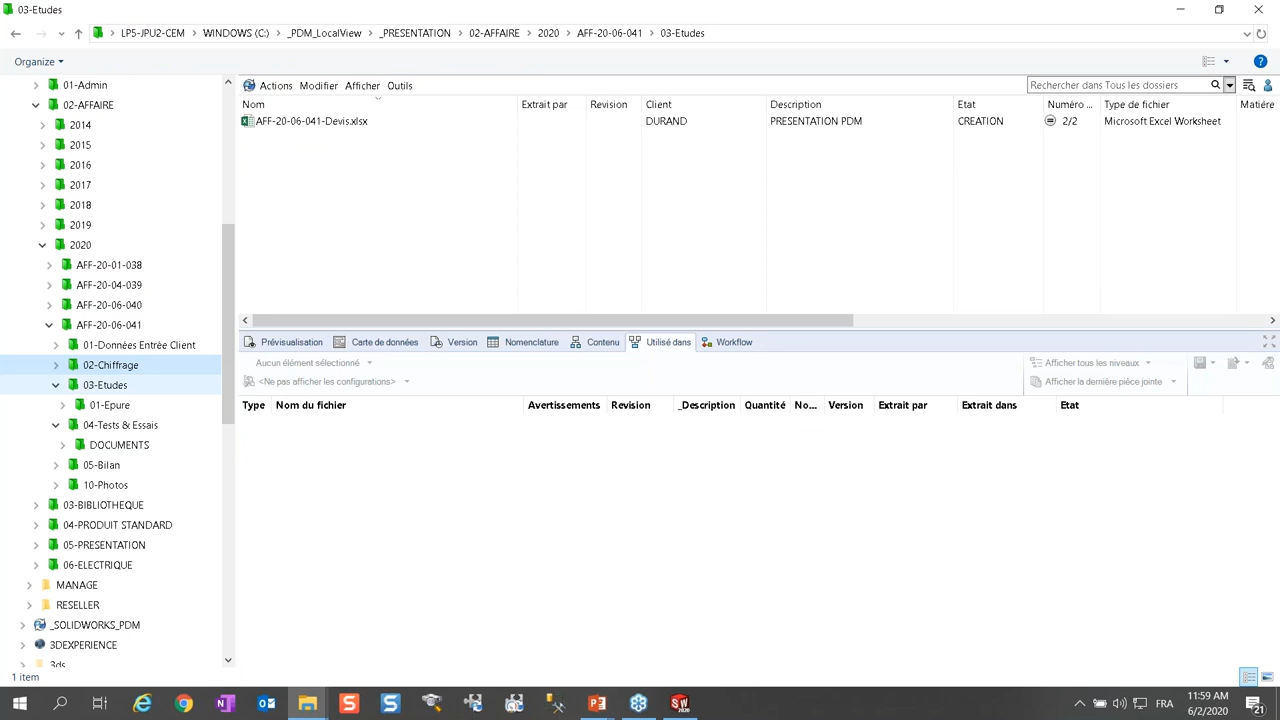 03-Etudes
LP5-JPU2-CEM > WINDOWS (C:) > _PDM_LocalView > _PRESENTATION > 02-AFFAIRE > 2020 > AFF-20-06-041 > 03-Etudes
Organize
01-Admin
02-AFFAIRE
2014
2015
2016
2017
2018
2019
2020
AFF-20-01-038
AFF-20-04-039
AFF-20-06-040
AFF-20-06-041
01-Données Entrée Client
02-Chiffrage
03-Etudes
01-Epure
04-Tests & Essais
DOCUMENTS
05-Bilan
10-Photos
03-BIBLIOTHEQUE
04-PRODUIT STANDARD
05-PRESENTATION
06-ELECTRIQUE
MANAGE
RESELLER
_SOLIDWORKS_PDM
3DEXPERIENCE
3ds
Actions Modifier Afficher Outils
Rechercher dans Tous les dossiers
Nom Extrait par Revision Client Description Etat Numéro ... Type de fichier Matière
AFF-20-06-041-Devis.xlsx DURAND PRESENTATION PDM CREATION 2/2 Microsoft Excel Worksheet
Prévisualisation Carte de données Version Nomenclature Contenu Utilisé dans Workflow
Aucun élément sélectionné
Afficher tous les niveaux
<Ne pas afficher les configurations>
Afficher la dernière pièce jointe
Type Nom du fichier Avertissements Revision _Description Quantité No... Version Extrait par Extrait dans Etat
1 item
FRA
11:59 AM
6/2/2020
21